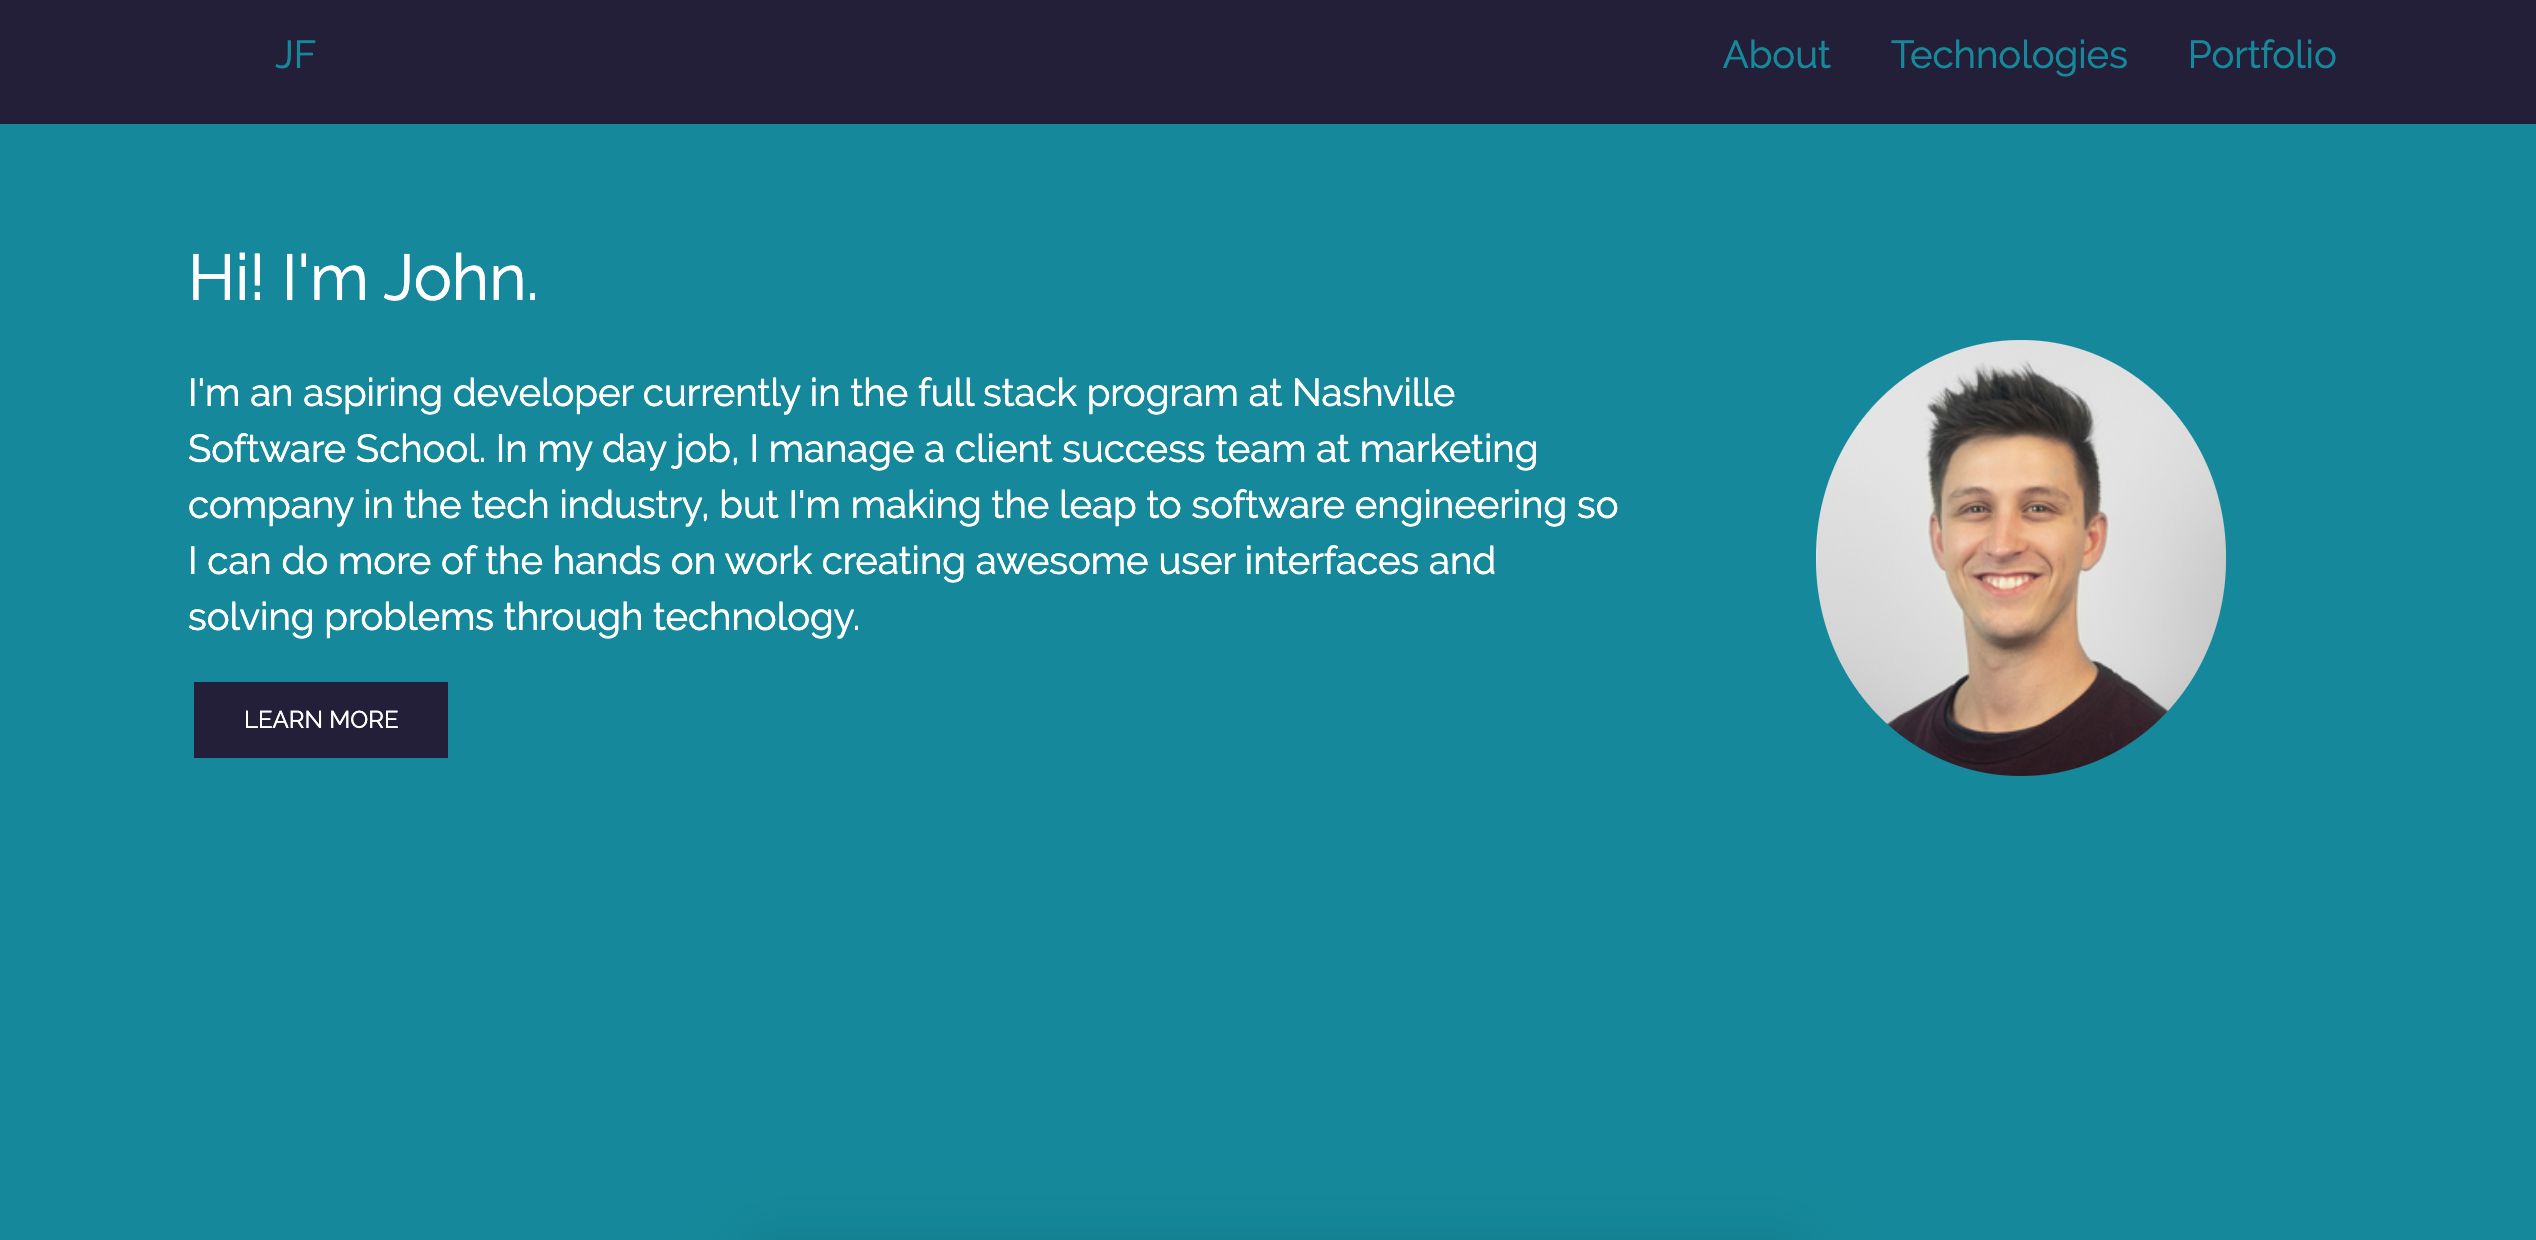 JF
About Technologies Portfolio
Hi! I'm John.
I'm an aspiring developer currently in the full stack program at Nashville
Software School. In my day job, I manage a client success team at marketing
company in the tech industry, but I'm making the leap to software engineering so
I can do more of the hands on work creating awesome user interfaces and
solving problems through technology.
LEARN MORE